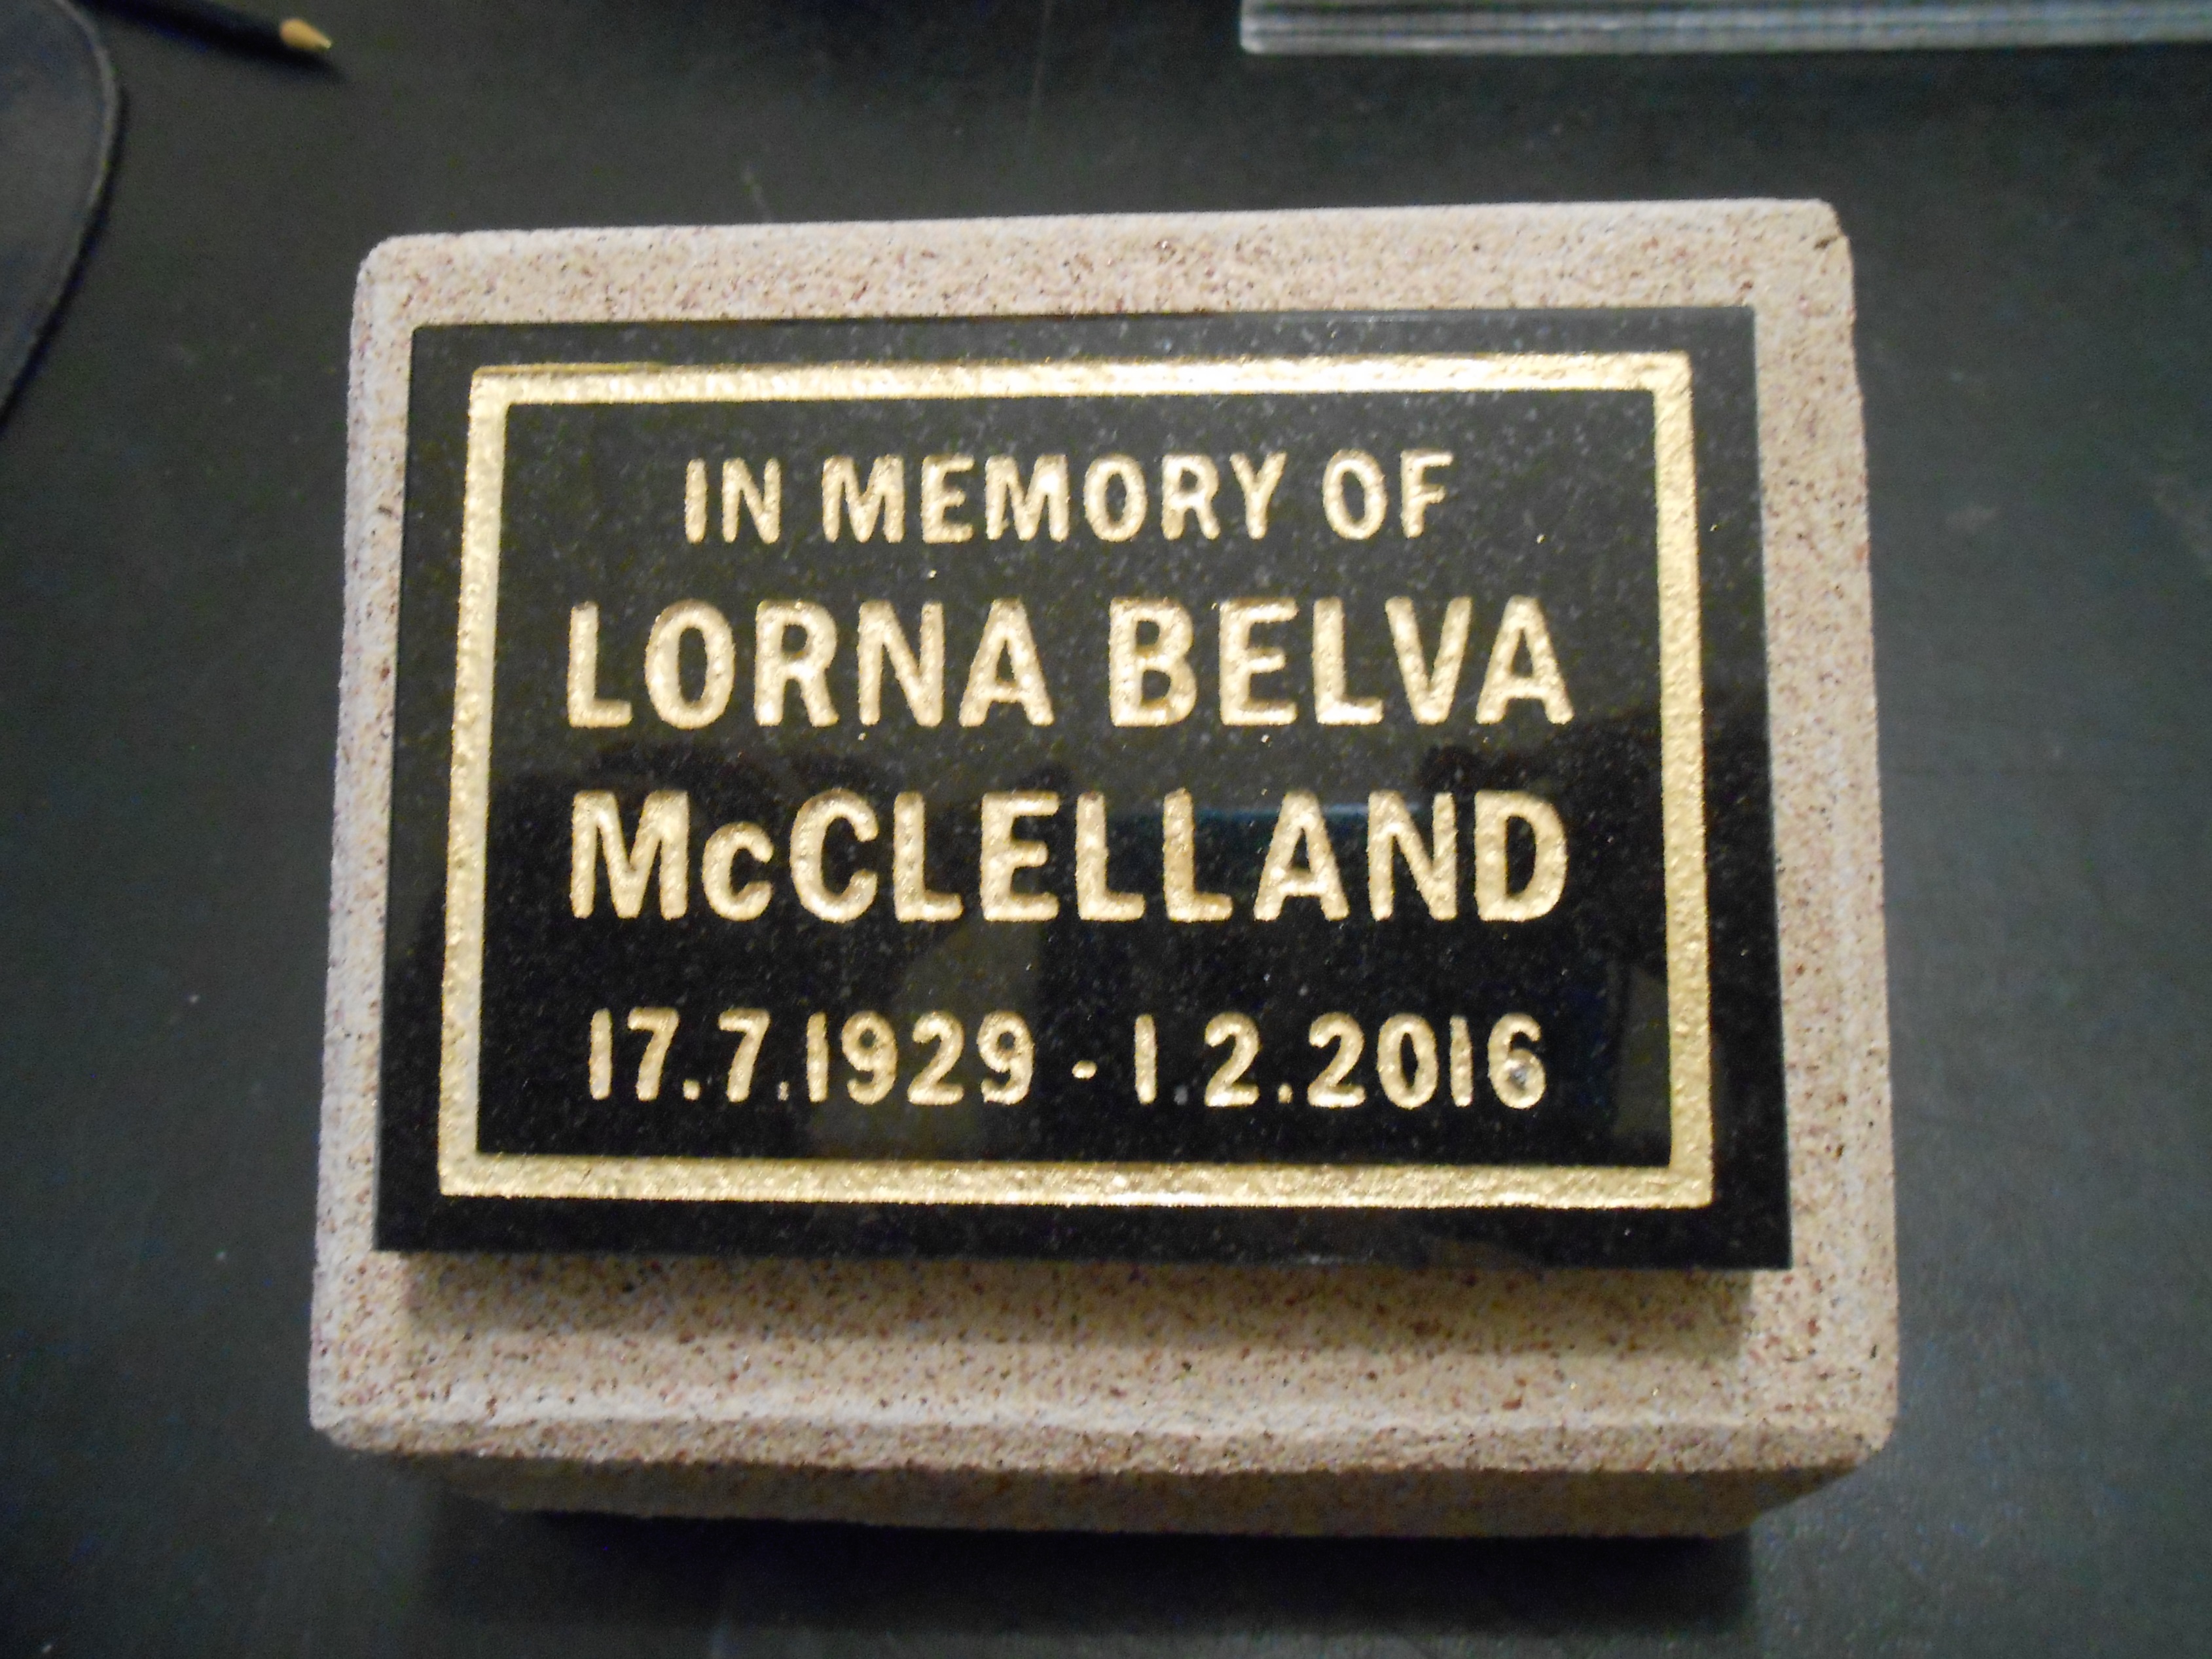 IN MEMORY OF
LORNA BELVA
McCLELLAND
17.7.1929 - 1.2.2016